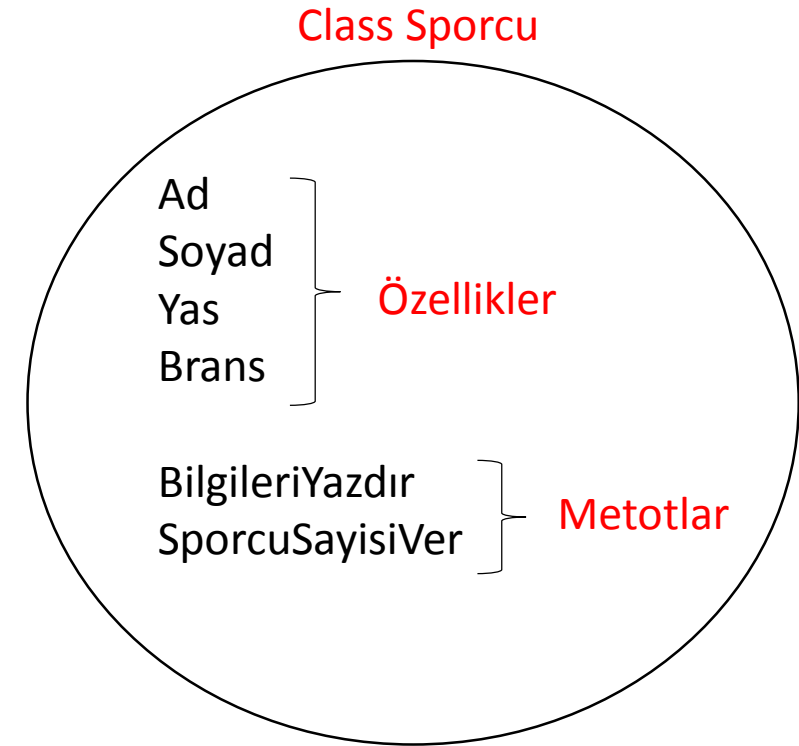 Class Sporcu
Ad
Soyad
Yas
Brans
Özellikler
BilgileriYazdır
SporcuSayisiVer
Metotlar